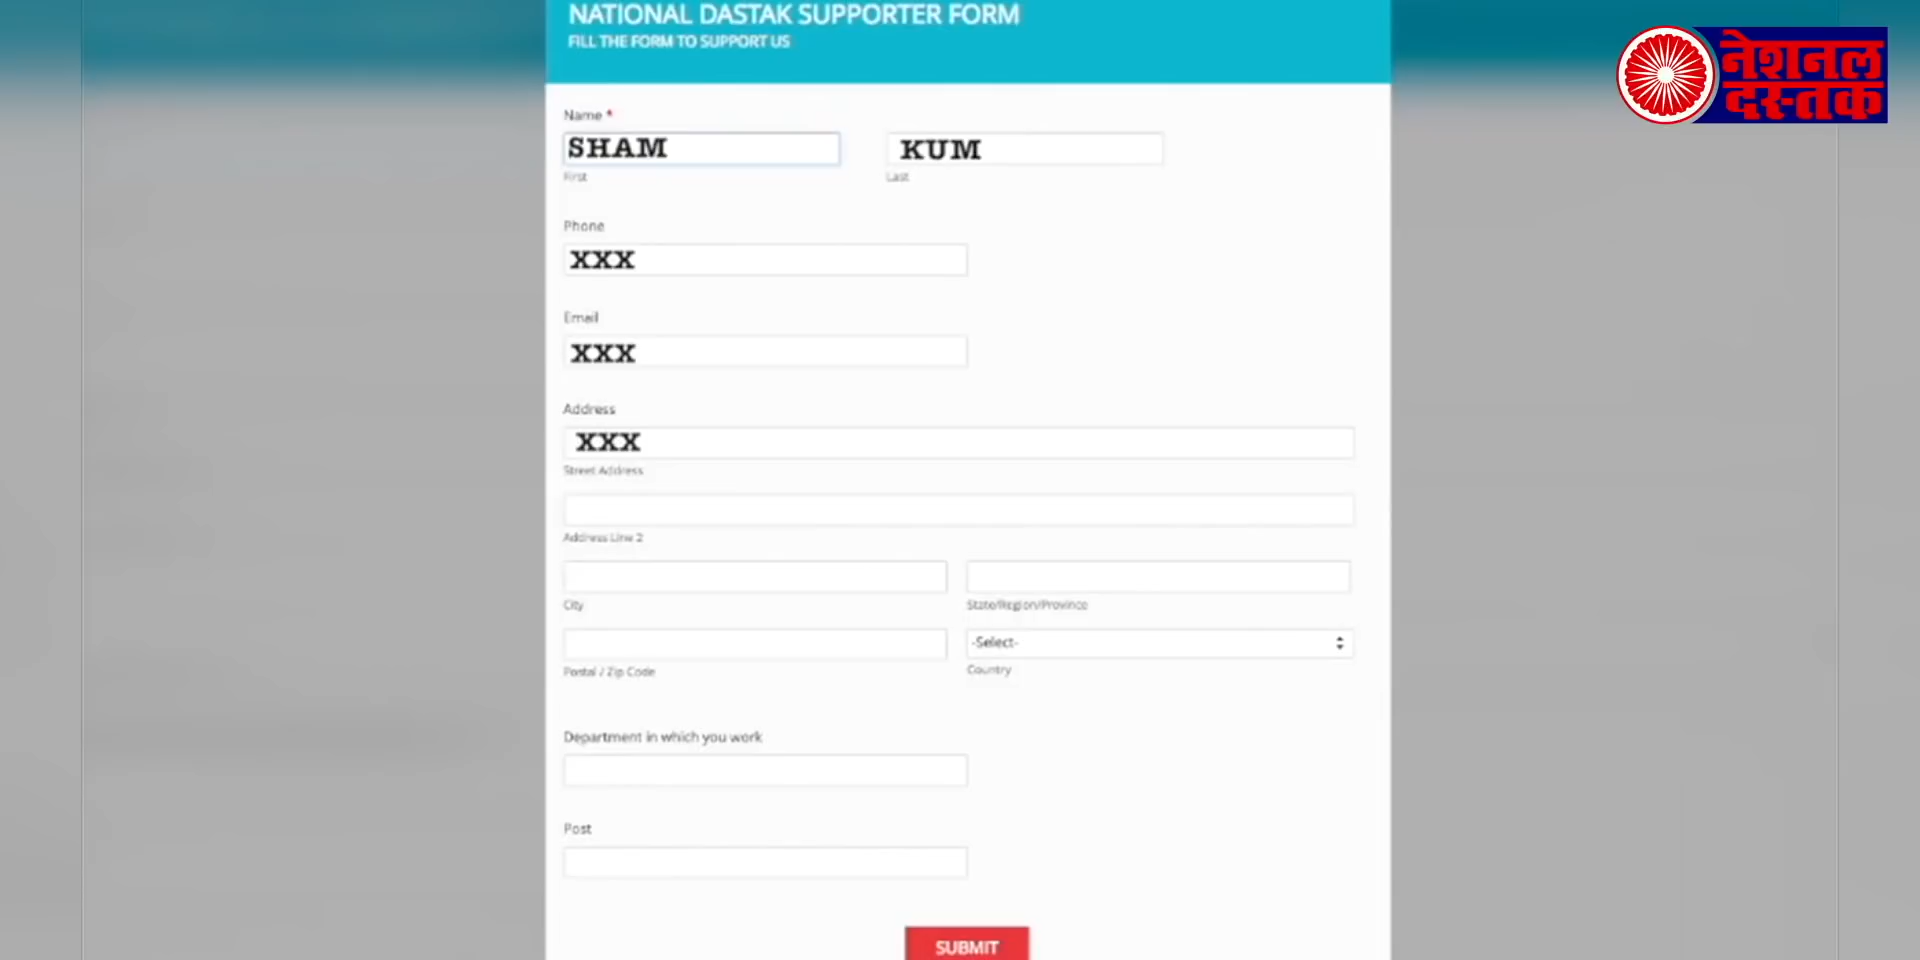 NATIONAL DASTAK SUPPORTER FORM
FILL THE FORM TO SUPPORT US
नेशनल
दस्तक
Name *
SHAM KUM
First Last
Phone
XXX
Email
XXX
Address
XXX
Street Address
Address Line 2
City State/Region/Province
-Select-
Postal / Zip Code Country
Department in which you work
Post
SUBMIT